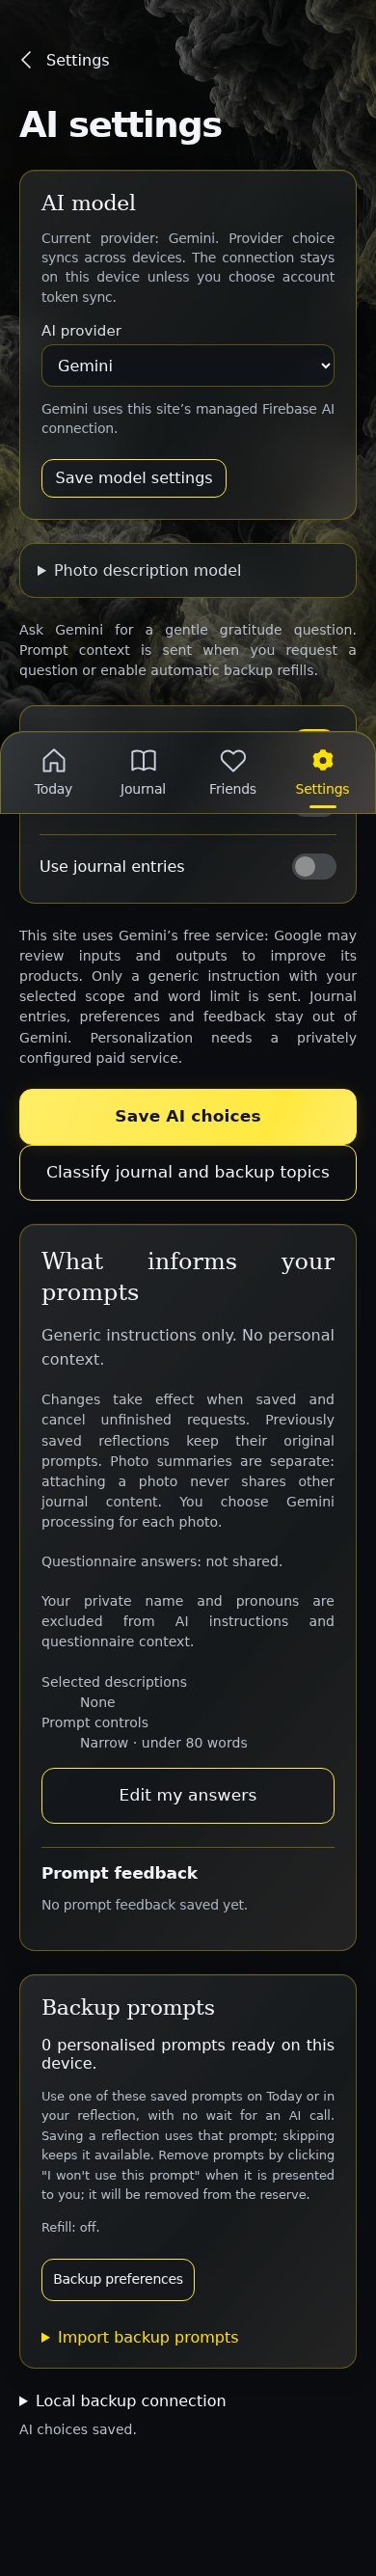 Settings
AI settings
AI model
Current provider: Gemini. Provider choice
syncs across devices. The connection stays
on this device unless you choose account
token sync.
AI provider
Gemini
Gemini uses this site’s managed Firebase AI
connection.
Save model settings
Photo description model
Ask Gemini for a gentle gratitude question.
Prompt context is sent when you request a
question or enable automatic backup refills.
Today
Journal
Friends
Settings
Use journal entries
This site uses Gemini’s free service: Google may
review inputs and outputs to improve its
products. Only a generic instruction with your
selected scope and word limit is sent. Journal
entries, preferences and feedback stay out of
Gemini. Personalization needs a privately
configured paid service.
Save AI choices
Classify journal and backup topics
What informs your
prompts
Generic instructions only. No personal
context.
Changes take effect when saved and
cancel unfinished requests. Previously
saved reflections keep their original
prompts. Photo summaries are separate:
attaching a photo never shares other
journal content. You choose Gemini
processing for each photo.
Questionnaire answers: not shared.
Your private name and pronouns are
excluded from AI instructions and
questionnaire context.
Selected descriptions
None
Prompt controls
Narrow · under 80 words
Edit my answers
Prompt feedback
No prompt feedback saved yet.
Backup prompts
0 personalised prompts ready on this
device.
Use one of these saved prompts on Today or in
your reflection, with no wait for an AI call.
Saving a reflection uses that prompt; skipping
keeps it available. Remove prompts by clicking
"I won't use this prompt" when it is presented
to you; it will be removed from the reserve.
Refill: off.
Backup preferences
Import backup prompts
Local backup connection
AI choices saved.